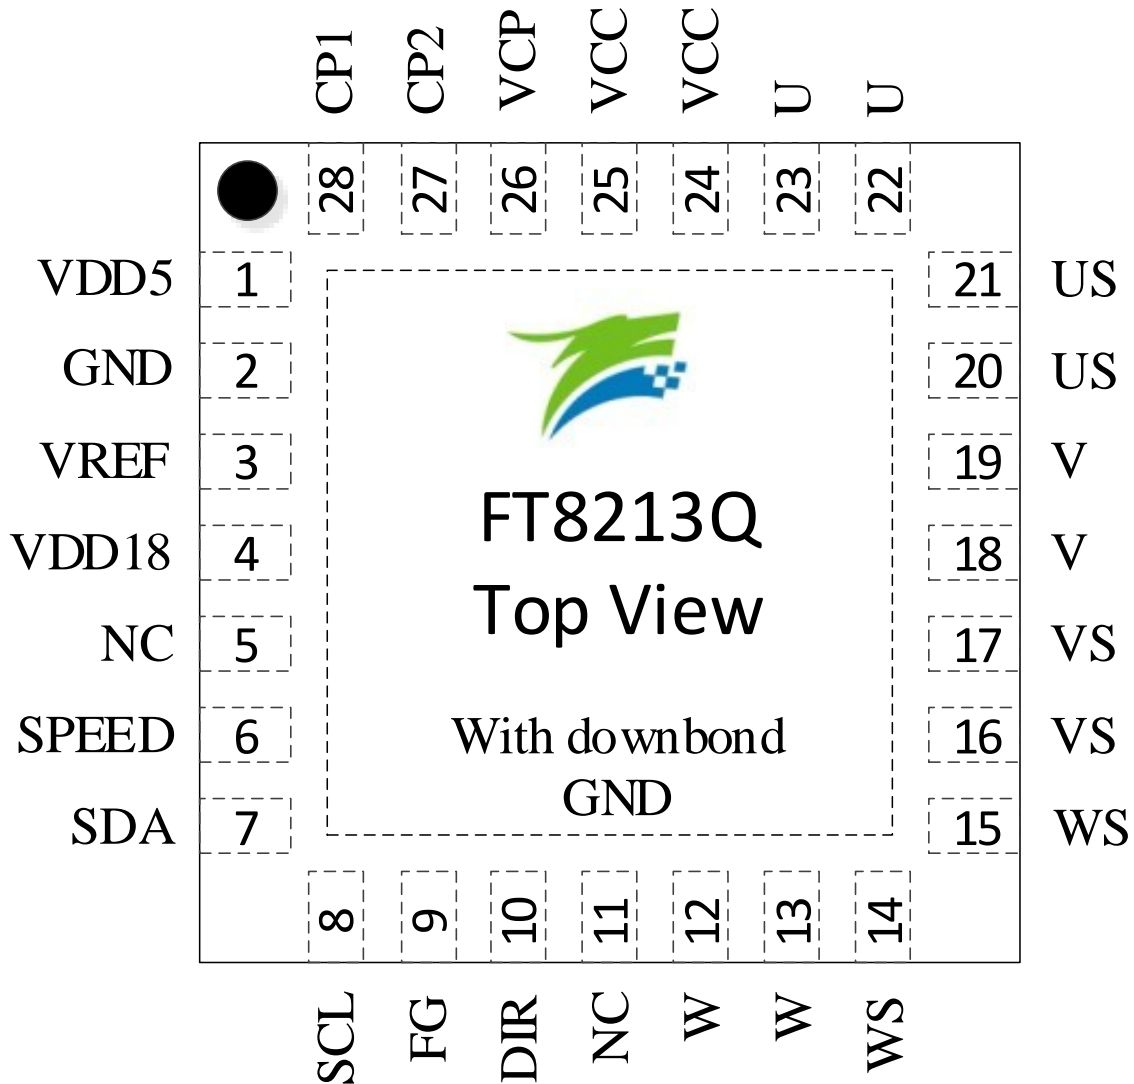 CP1 CP2 VCP VCC VCC U U
28 27 26 25 24 23 22
VDD5 1 21 US
GND 2 20 US
VREF 3 19 V
VDD18 4 18 V
NC 5 17 VS
SPEED 6 16 VS
SDA 7 15 WS
FT8213Q
Top View
With downbond
GND
8 9 10 11 12 13 14
SCL FG DIR NC W W WS